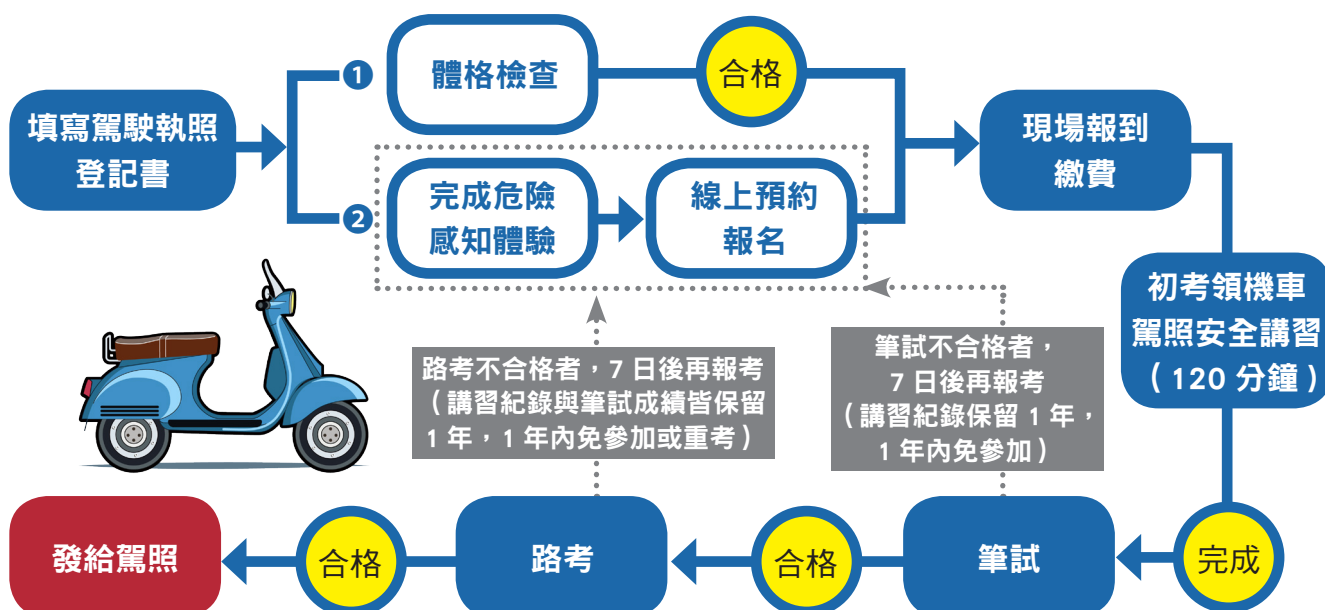 填寫駕駛執照
登記書
❶
體格檢查
合格
❷
完成危險
感知體驗
線上預約
報名
現場報到
繳費
初考領機車
駕照安全講習
（120 分鐘）
路考不合格者，7 日後再報考
（講習紀錄與筆試成績皆保留
1 年，1 年內免參加或重考）
筆試不合格者，
7 日後再報考
（講習紀錄保留 1 年，
1 年內免參加）
完成
筆試
合格
路考
合格
發給駕照